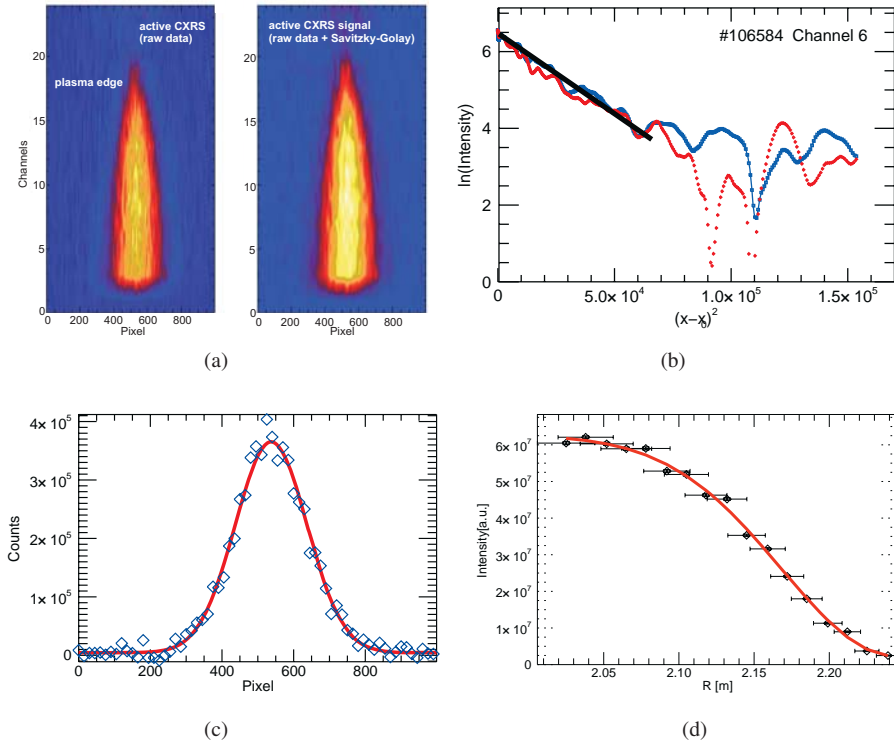 active CXRS
(raw data)
plasma edge
Channels
20
15
10
5
0
0 200 400 600 800
Pixel
active CXRS signal
(raw data + Savitzky-Golay)
20
15
10
5
0
0 200 400 600 800
Pixel
(a)
#106584 Channel 6
ln(Intensity)
6
4
2
0
0 5.0×10⁴ 1.0×10⁵ 1.5×10⁵
(x−x₀)²
(b)
Counts
4×10⁵
3×10⁵
2×10⁵
1×10⁵
0
0 200 400 600 800
Pixel
(c)
Intensity[a.u.]
6×10⁷
5×10⁷
4×10⁷
3×10⁷
2×10⁷
1×10⁷
0
2.05 2.10 2.15 2.20
R [m]
(d)